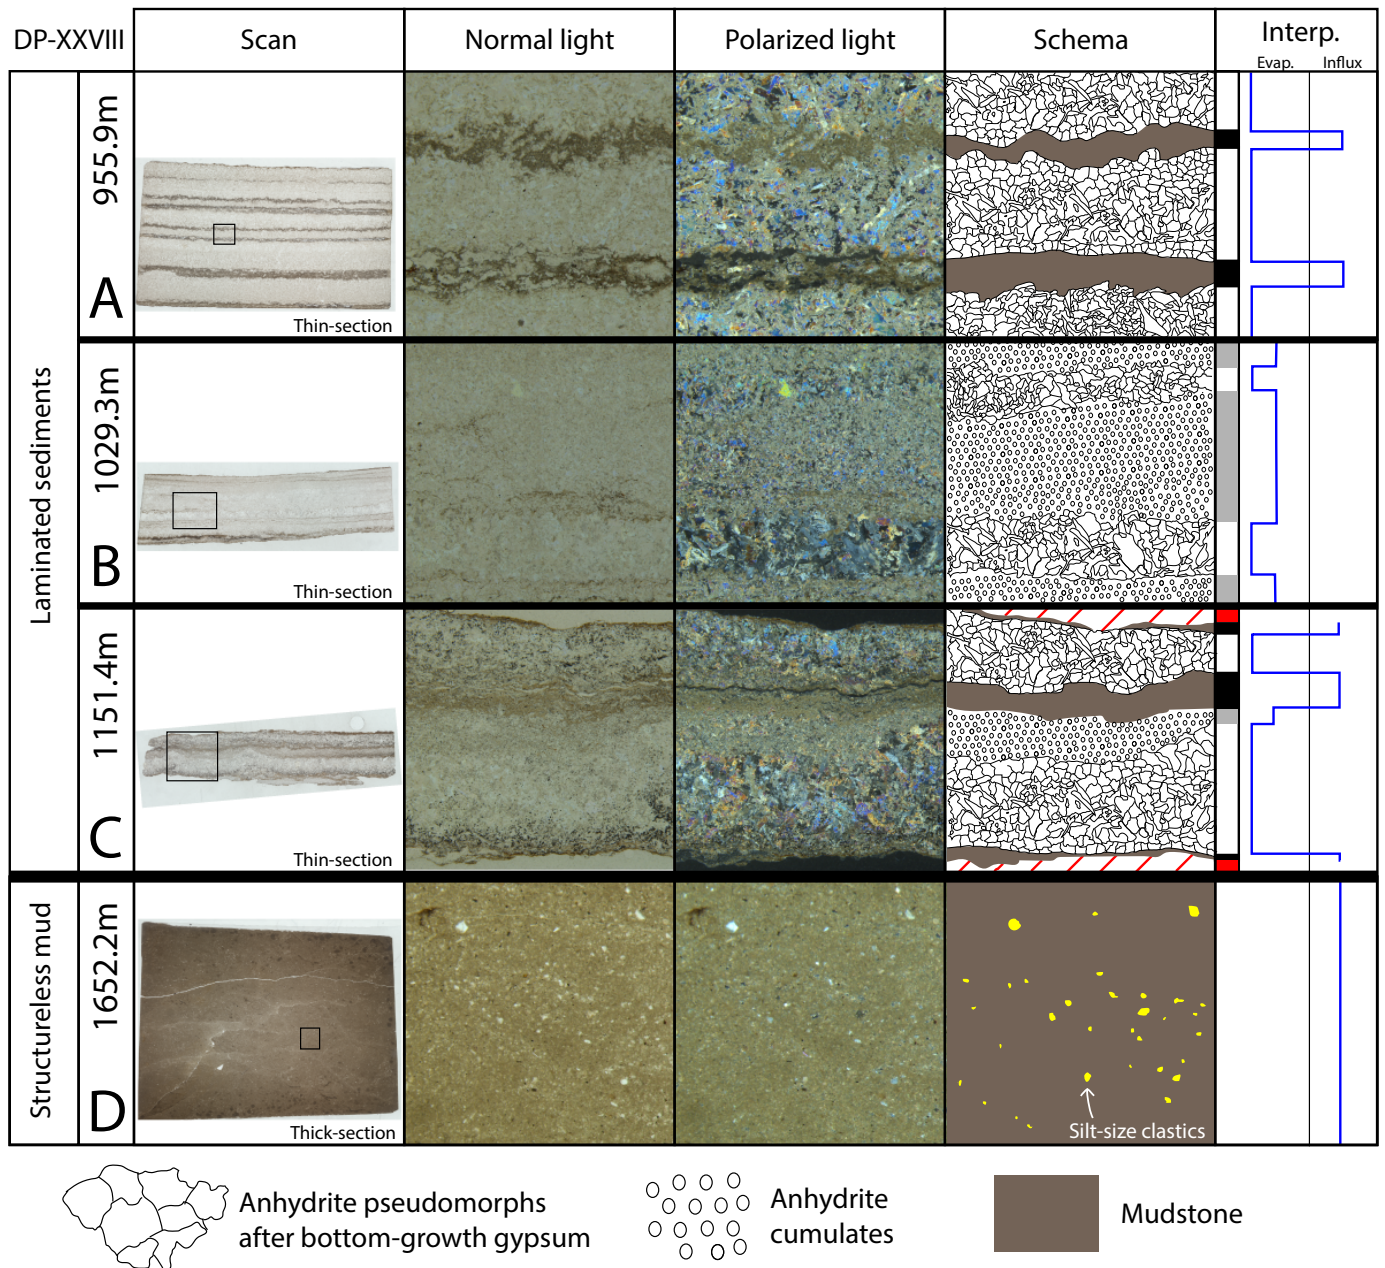 DP-XXVIII
Scan
Normal light
Polarized light
Schema
Interp.
Evap.
Influx
Laminated sediments
955.9m
A
Thin-section
1029.3m
B
Thin-section
1151.4m
C
Thin-section
Structureless mud
1652.2m
D
Thick-section
Silt-size clastics
Anhydrite pseudomorphs
after bottom-growth gypsum
Anhydrite
cumulates
Mudstone